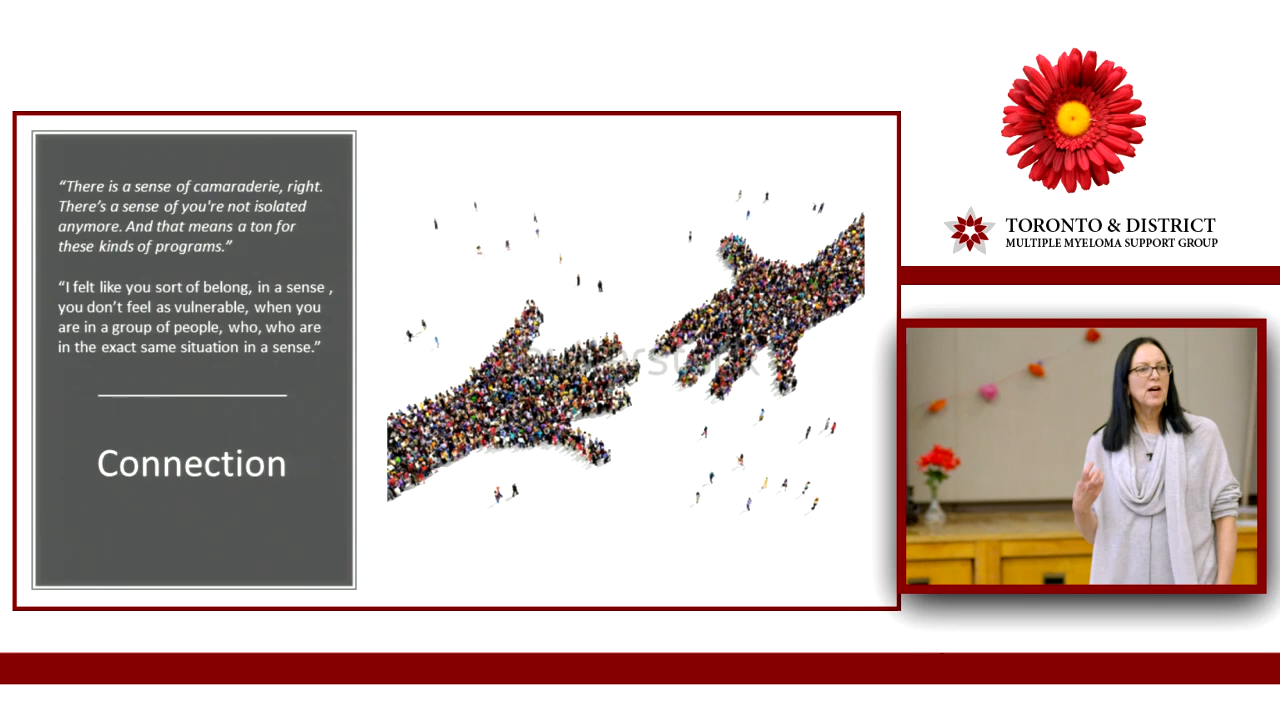 “There is a sense of camaraderie, right.
There’s a sense of you're not isolated
anymore. And that means a ton for
these kinds of programs.”
“I felt like you sort of belong, in a sense ,
you don’t feel as vulnerable, when you
are in a group of people, who, who are
in the exact same situation in a sense.”
Connection
TORONTO & DISTRICT
MULTIPLE MYELOMA SUPPORT GROUP